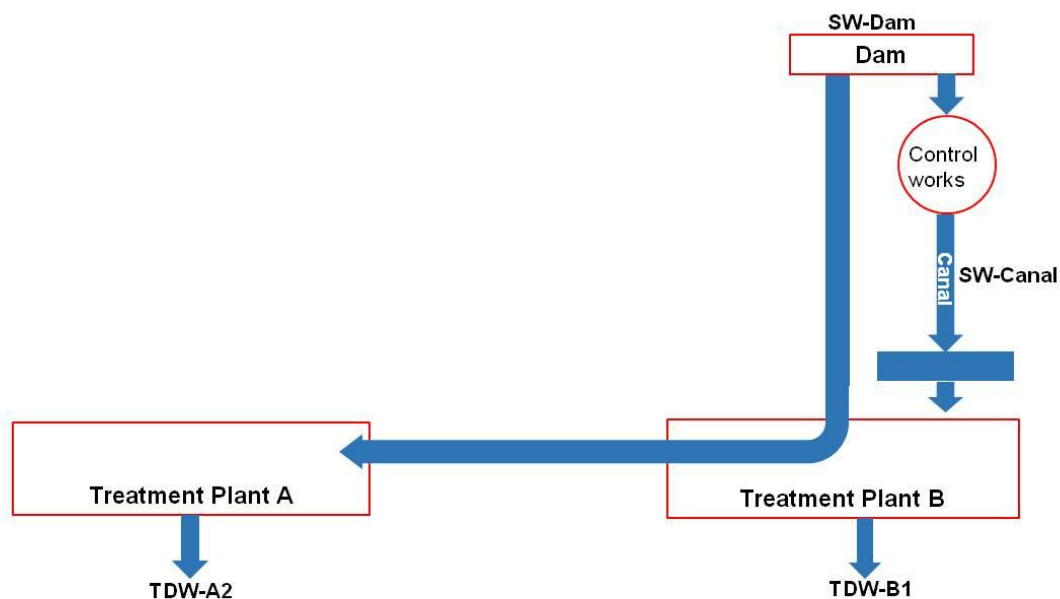 SW-Dam
Dam
Control
works
Canal
SW-Canal
Treatment Plant A
Treatment Plant B
TDW-A2
TDW-B1